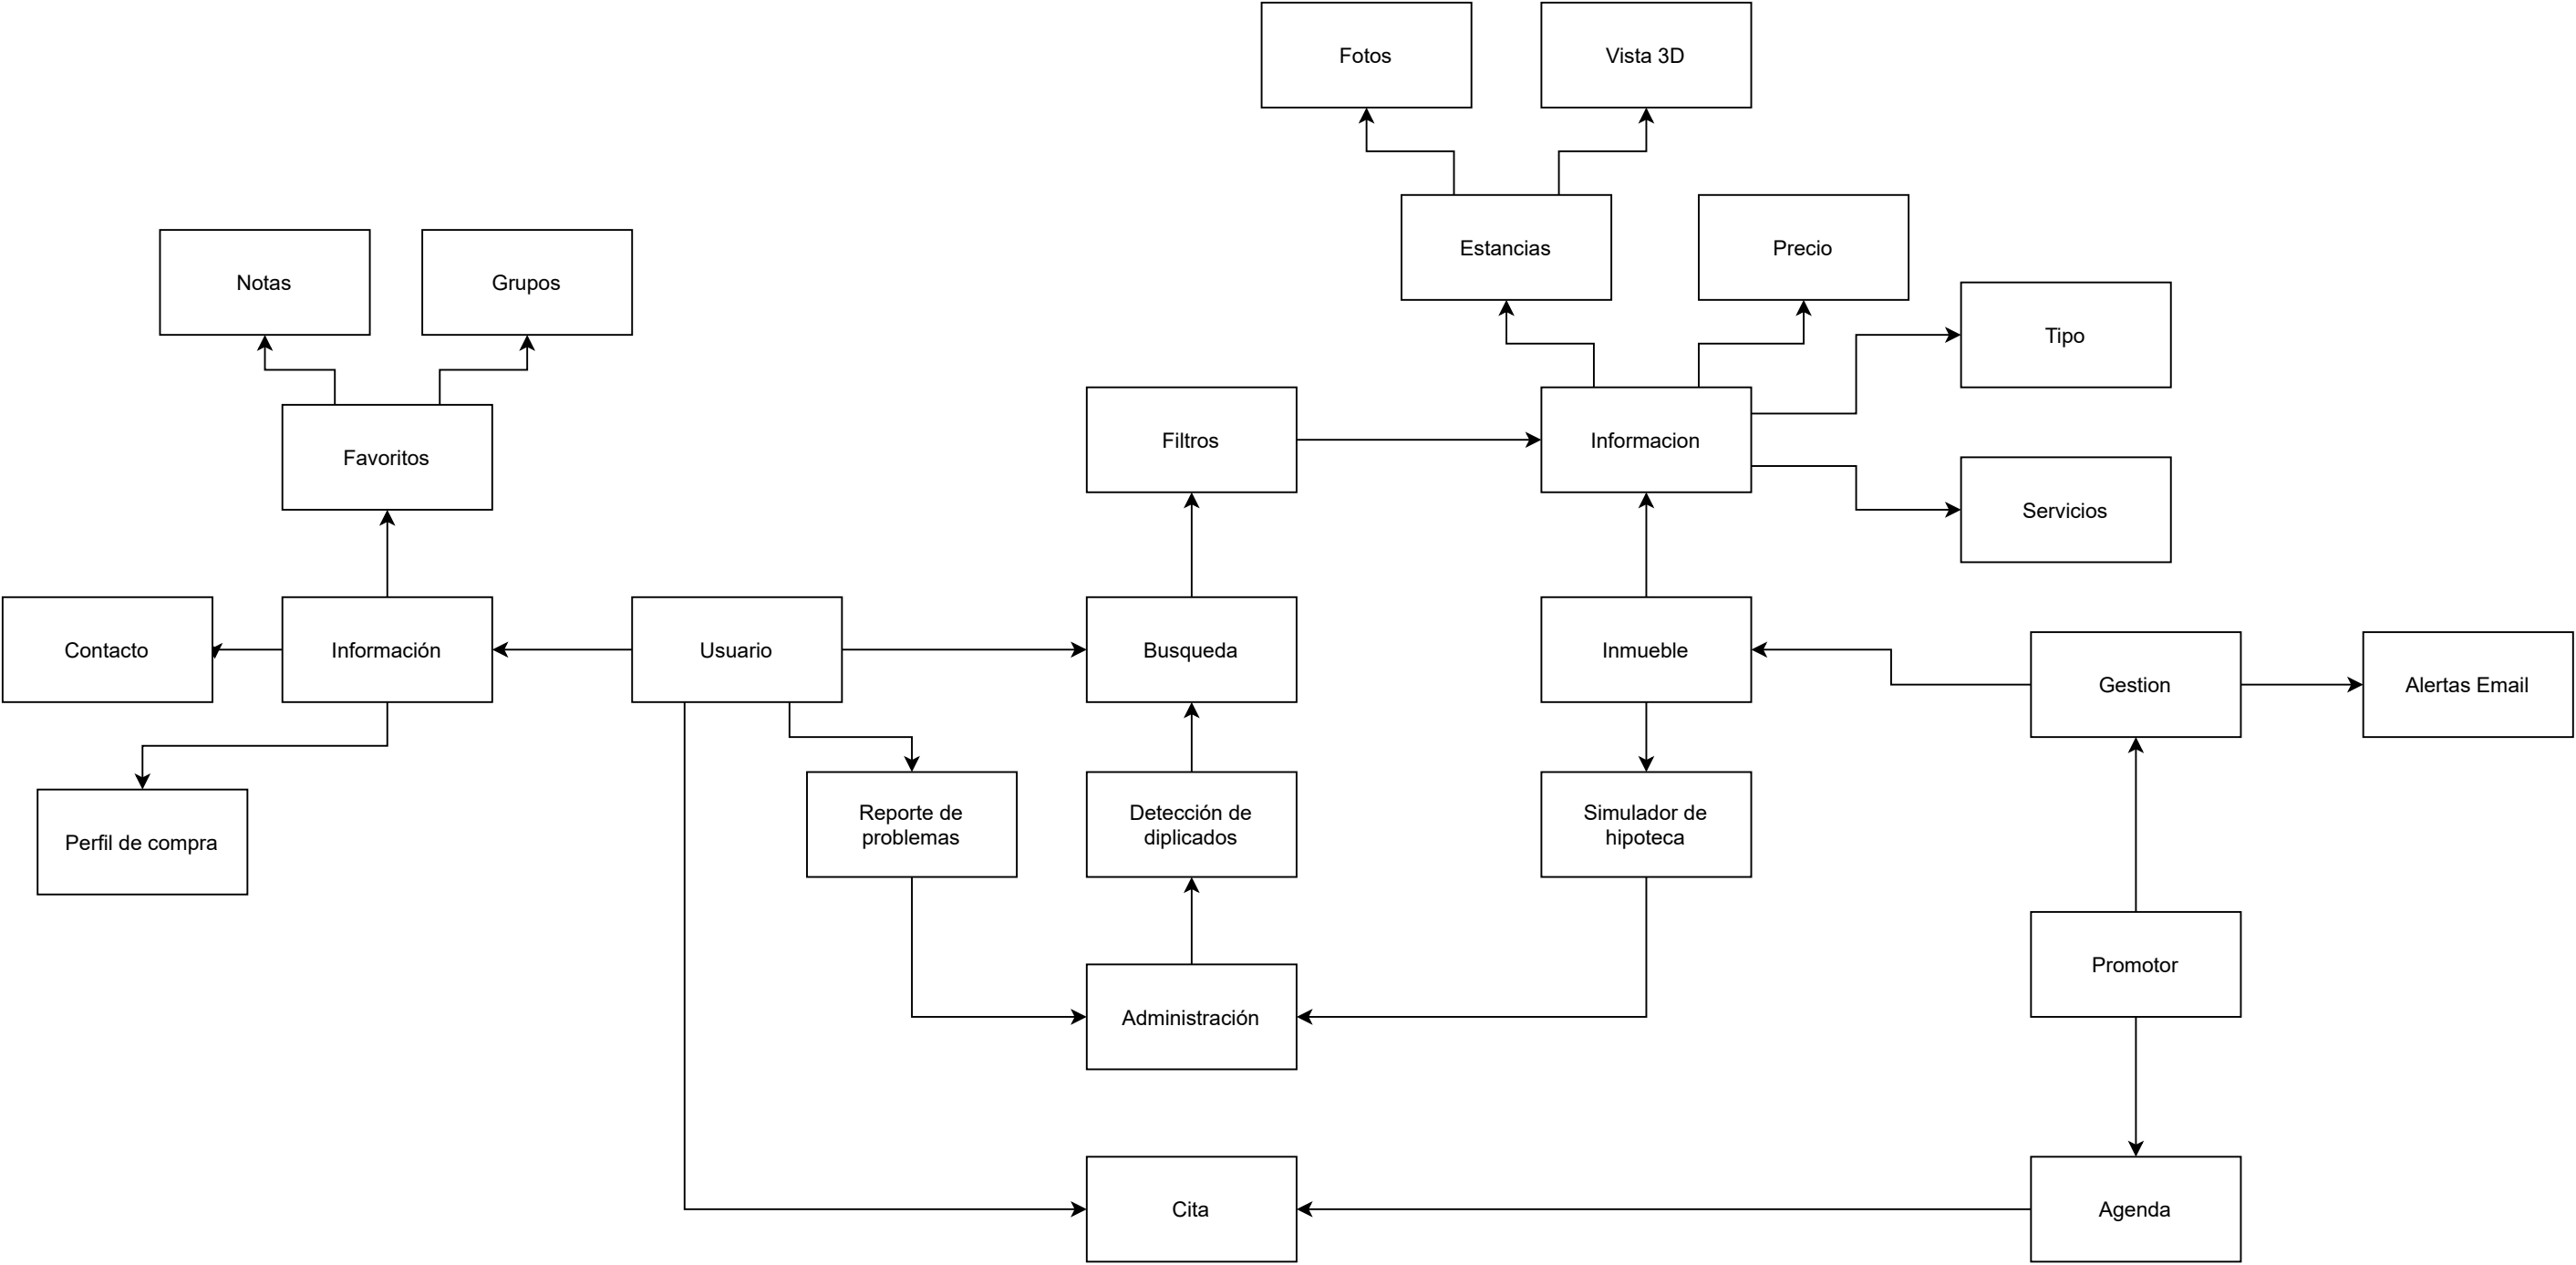 Fotos
Vista 3D
Estancias
Precio
Notas
Grupos
Tipo
Favoritos
Filtros
Informacion
Servicios
Contacto
Información
Usuario
Busqueda
Inmueble
Gestion
Alertas Email
Perfil de compra
Reporte de
problemas
Detección de
diplicados
Simulador de
hipoteca
Promotor
Administración
Cita
Agenda